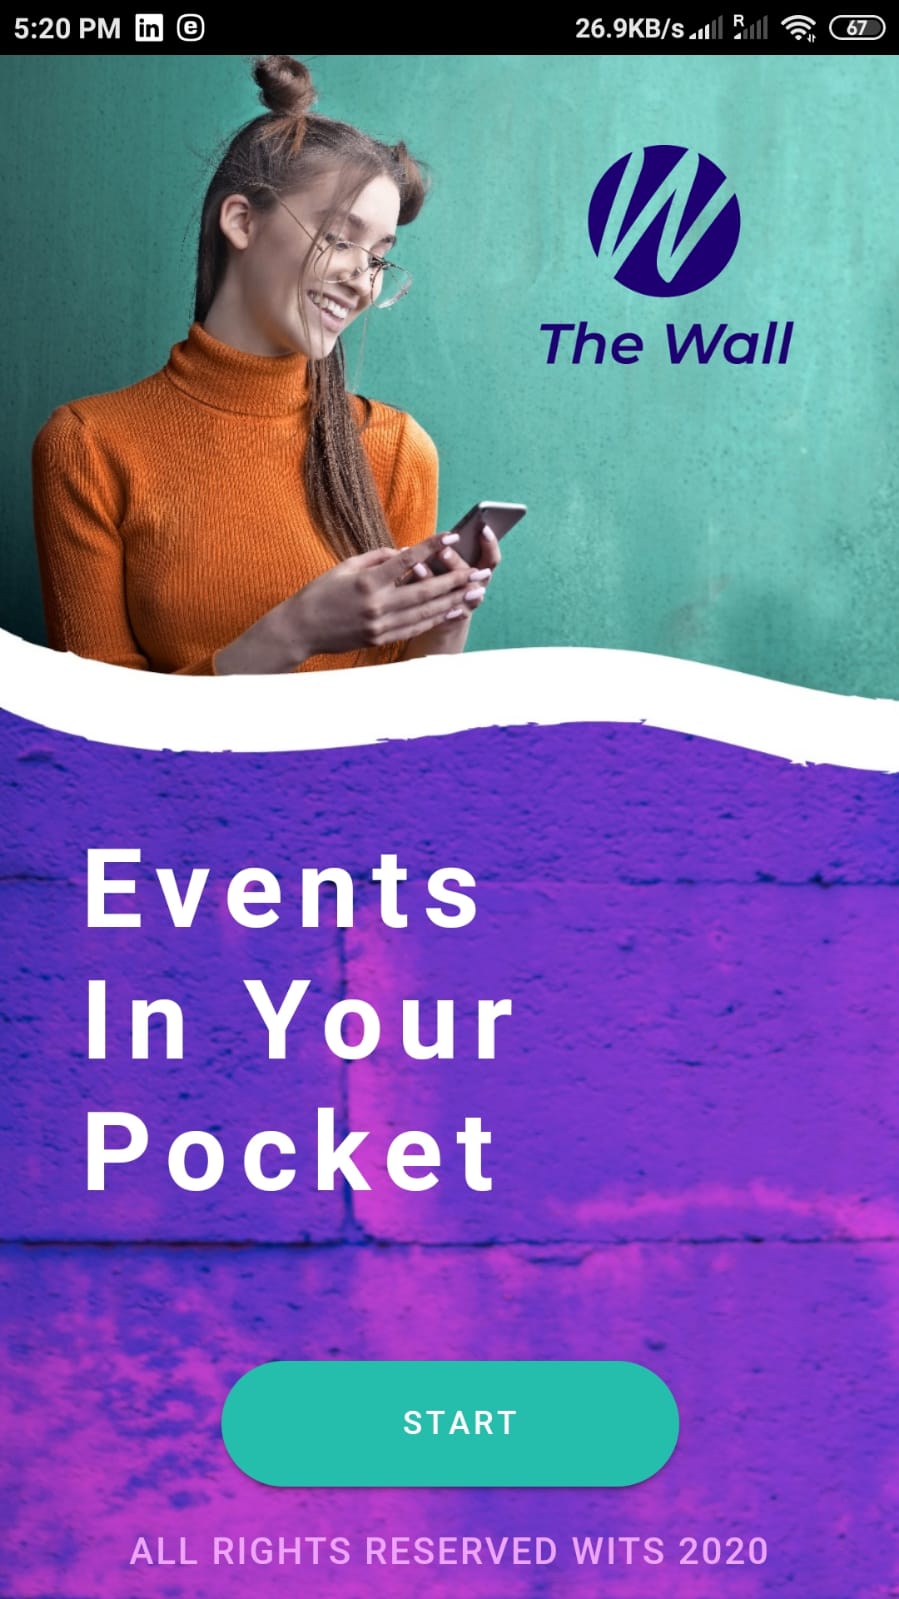 5:20 PM in e 26.9KB/s R 67
W
The Wall
Events
In Your
Pocket
START
ALL RIGHTS RESERVED WITS 2020